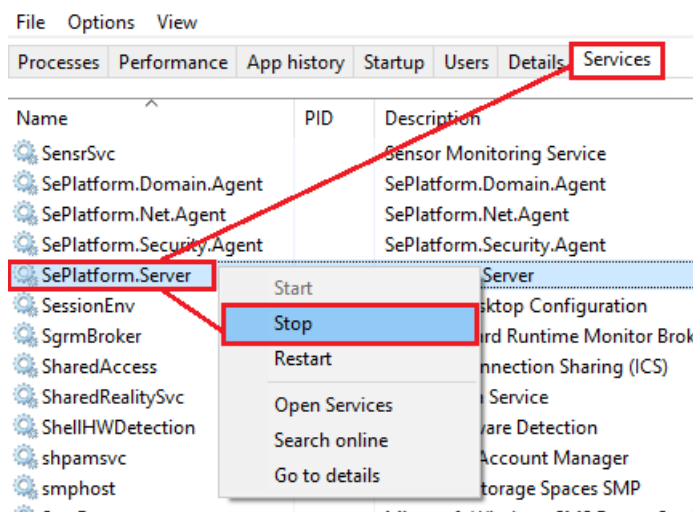 File Options View
Processes Performance App history Startup Users Details Services
Name PID Description
SensrSvc Sensor Monitoring Service
SePlatform.Domain.Agent SePlatform.Domain.Agent
SePlatform.Net.Agent SePlatform.Net.Agent
SePlatform.Security.Agent SePlatform.Security.Agent
SePlatform.Server Server
Start
SessionEnv sktop Configuration
Stop
SgrmBroker rd Runtime Monitor Brok
Restart
SharedAccess nnection Sharing (ICS)
SharedRealitySvc Service
Open Services
ShellHWDetection vare Detection
Search online
shpamsvc Account Manager
Go to details
smphost torage Spaces SMP